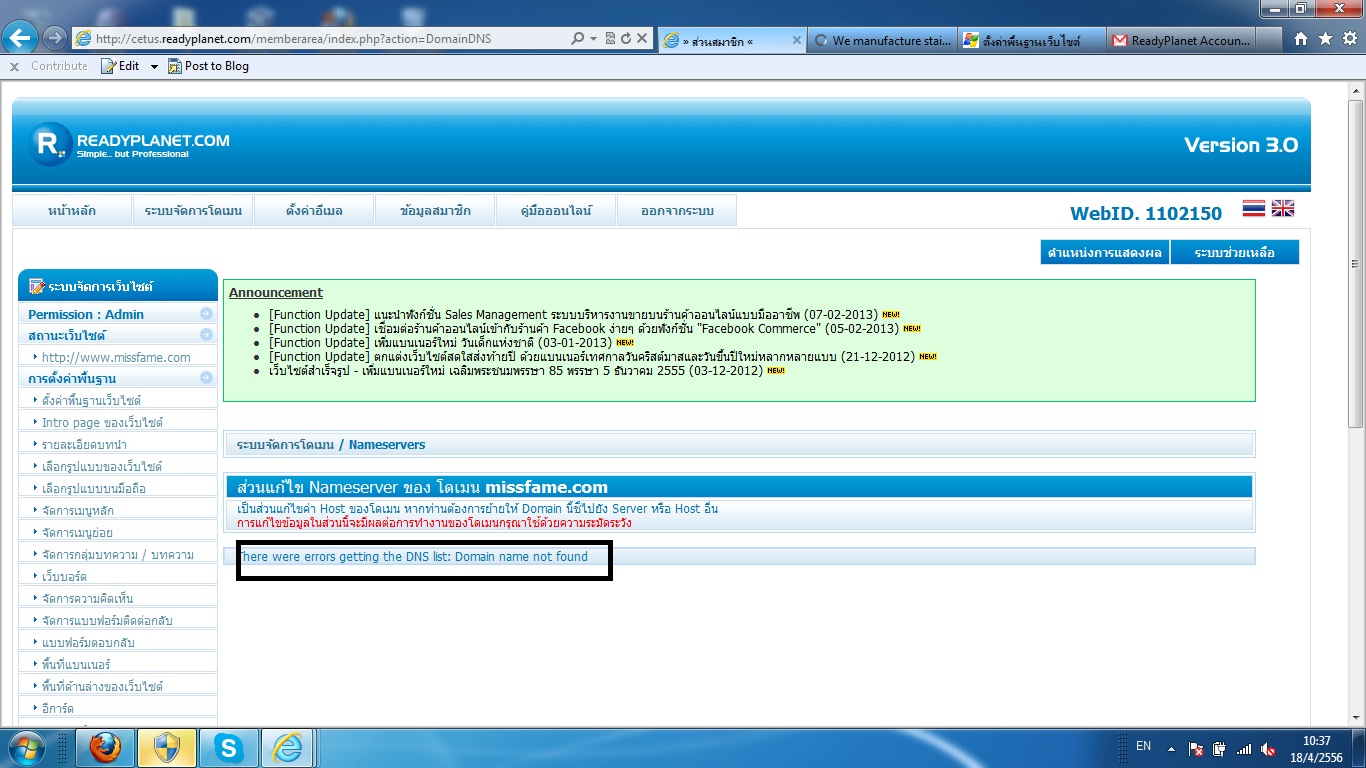 http://cetus.readyplanet.com/memberarea/index.php?action=DomainDNS
» ส่วนสมาชิก «
We manufacture stai...
ตั้งค่าพื้นฐานเว็บไซต์
ReadyPlanet Accoun...
x Contribute Edit Post to Blog
R. READYPLANET.COM
Simple.. but Professional
Version 3.0
หน้าหลัก ระบบจัดการโดเมน ตั้งค่าอีเมล ข้อมูลสมาชิก คู่มือออนไลน์ ออกจากระบบ
WebID. 1102150
ตำแหน่งการแสดงผล ระบบช่วยเหลือ
ระบบจัดการเว็บไซต์
Permission : Admin
สถานะเว็บไซต์
http://www.missfame.com
การตั้งค่าพื้นฐาน
ตั้งค่าพื้นฐานเว็บไซต์
Intro page ของเว็บไซต์
รายละเอียดบทนำ
เลือกรูปแบบของเว็บไซต์
เลือกรูปแบบบนมือถือ
จัดการเมนูหลัก
จัดการเมนูย่อย
จัดการกลุ่มบทความ / บทความ
เว็บบอร์ด
จัดการความคิดเห็น
จัดการแบบฟอร์มติดต่อกลับ
แบบฟอร์มตอบกลับ
พื้นที่แบนเนอร์
พื้นที่ด้านล่างของเว็บไซต์
อีการ์ด
Announcement
[Function Update] แนะนำฟังก์ชั่น Sales Management ระบบบริหารงานขายบนร้านค้าออนไลน์แบบมืออาชีพ (07-02-2013) NEW!
[Function Update] เชื่อมต่อร้านค้าออนไลน์เข้ากับร้านค้า Facebook ง่ายๆ ด้วยฟังก์ชั่น "Facebook Commerce" (05-02-2013) NEW!
[Function Update] เพิ่มแบนเนอร์ใหม่ วันเด็กแห่งชาติ (03-01-2013) NEW!
[Function Update] ตกแต่งเว็บไซต์สดใสส่งท้ายปี ด้วยแบนเนอร์เทศกาลวันคริสต์มาสและวันขึ้นปีใหม่หลากหลายแบบ (21-12-2012) NEW!
เว็บไซต์สำเร็จรูป - เพิ่มแบนเนอร์ใหม่ เฉลิมพระชนมพรรษา 85 พรรษา 5 ธันวาคม 2555 (03-12-2012) NEW!
ระบบจัดการโดเมน / Nameservers
ส่วนแก้ไข Nameserver ของ โดเมน missfame.com
เป็นส่วนแก้ไขค่า Host ของโดเมน หากท่านต้องการย้ายให้ Domain นี้ชี้ไปยัง Server หรือ Host อื่น
การแก้ไขข้อมูลในส่วนนี้จะมีผลต่อการทำงานของโดเมนกรุณาใช้ด้วยความระมัดระวัง
There were errors getting the DNS list: Domain name not found
EN
10:37
18/4/2556